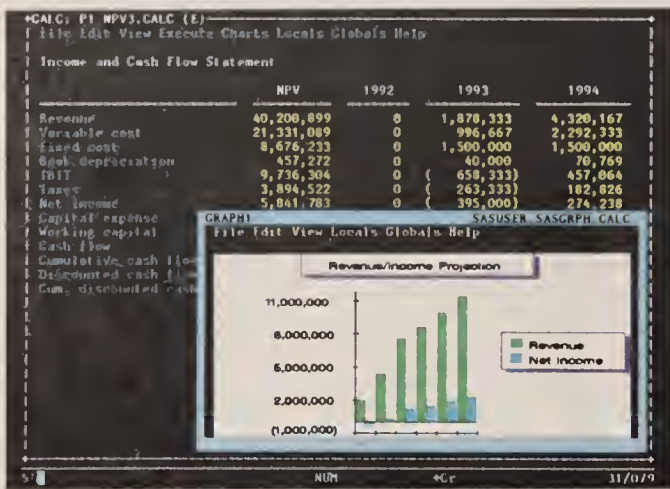 CALC: P1 NPV3.CALC (E)
File Edit View Execute Charts Locals Globals Help
Income and Cash Flow Statement
NPV 1992 1993 1994
Revenue 40,200,899 0 1,878,333 4,320,167
Variable cost 21,331,089 0 996,667 2,292,333
Fixed cost 8,676,233 0 1,500,000 1,500,000
Book depreciation 457,272 0 40,000 70,769
IBIT 9,736,304 0 ( 658,333) 457,064
Taxes 3,894,522 0 ( 263,333) 182,826
Net income 5,841,783 0 ( 395,000) 274,238
Capital expense
Working capital
Cash flow
Cumulative cash flo
Discounted cash fl
Cum. discounted cash
GRAPH1 SASUSER.SASGRPH.CALC
File Edit View Locals Globals Help
Revenue/Income Projection
11,000,000
8,000,000
5,000,000
2,000,000
(1,000,000)
Revenue
Net Income
NUM